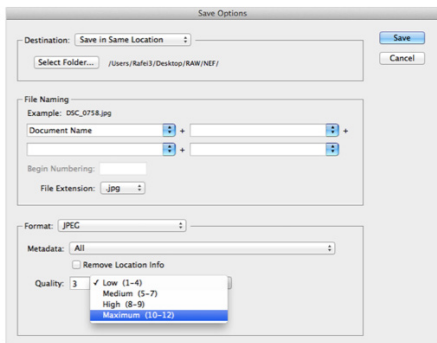 Save Options
Destination: Save in Same Location
Save
Select Folder... /Users/Rafei3/Desktop/RAW/NEF/
Cancel
File Naming
Example: DSC_0758.jpg
Document Name + +
+
Begin Numbering:
File Extension: .jpg
Format: JPEG
Metadata: All
Remove Location Info
Quality: 3 ✓ Low (1-4)
Medium (5-7)
High (8-9)
Maximum (10-12)